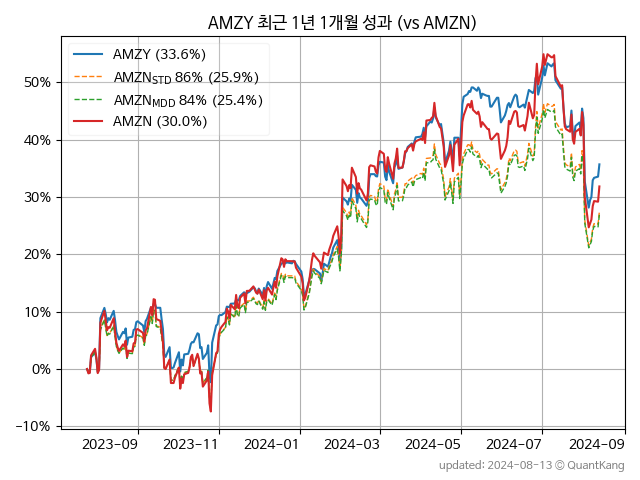 AMZY 최근 1년 1개월 성과 (vs AMZN)
AMZY (33.6%)
AMZN_STD 86% (25.9%)
AMZN_MDD 84% (25.4%)
AMZN (30.0%)
50%
40%
30%
20%
10%
0%
−10%
2023-09 2023-11 2024-01 2024-03 2024-05 2024-07 2024-09
updated: 2024-08-13 © QuantKang